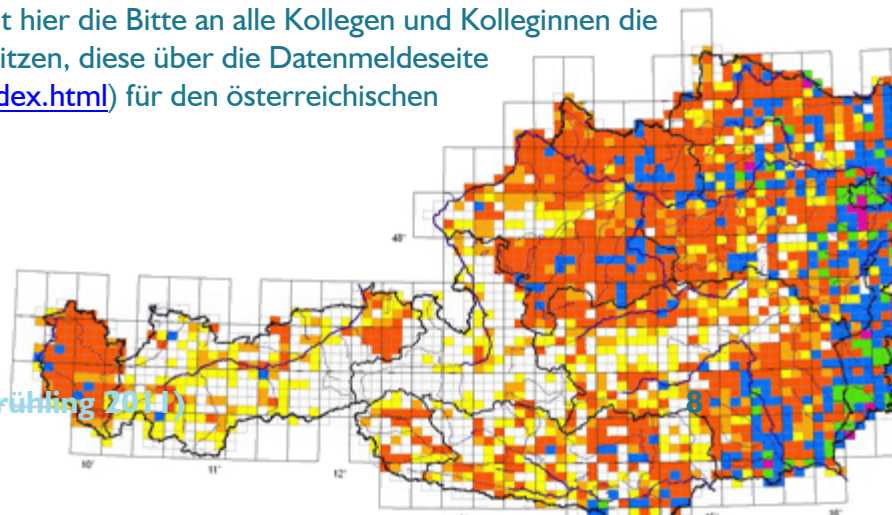 t hier die Bitte an alle Kollegen und Kolleginnen die
itzen, diese über die Datenmeldeseite
dex.html) für den österreichischen
48°
rühling 2011)
8
10°
11°
12°
16°